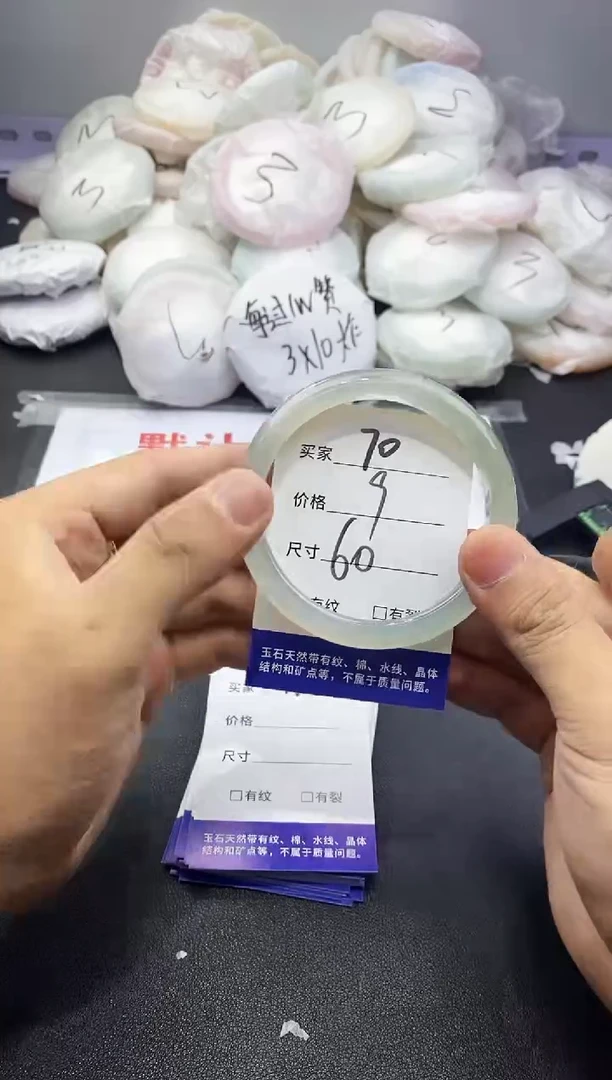 M
S
M
M
S
3
L
每过1W赞
3X10炸
默认
买家 70
价格 9
尺寸 60
有纹 □有裂
玉石天然带有纹、棉、水线、晶体
结构和矿点等，不属于质量问题。
买家
价格
尺寸
□有纹 □有裂
玉石天然带有纹、棉、水线、晶体
结构和矿点等，不属于质量问题。